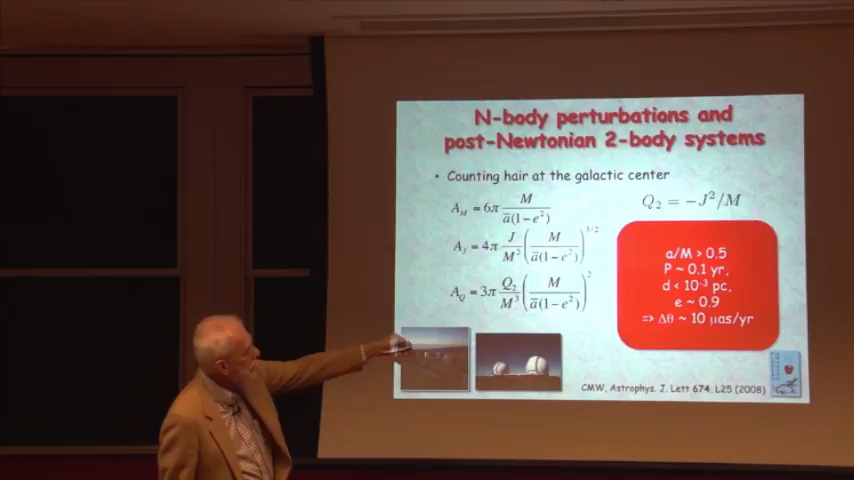 N-body perturbations and
post-Newtonian 2-body systems
• Counting hair at the galactic center
A_M = 6π M / ā(1–e²)
Q₂ = −J²/M
A_J = 4π J/M² (M / ā(1–e²))^3/2
A_Q = 3π Q₂/M³ (M / ā(1–e²))²
a/M > 0.5
P ~ 0.1 yr,
d < 10⁻³ pc,
e ~ 0.9
=> Δθ ~ 10 μas/yr
CMW, Astrophys. J. Lett 674, L25 (2008)